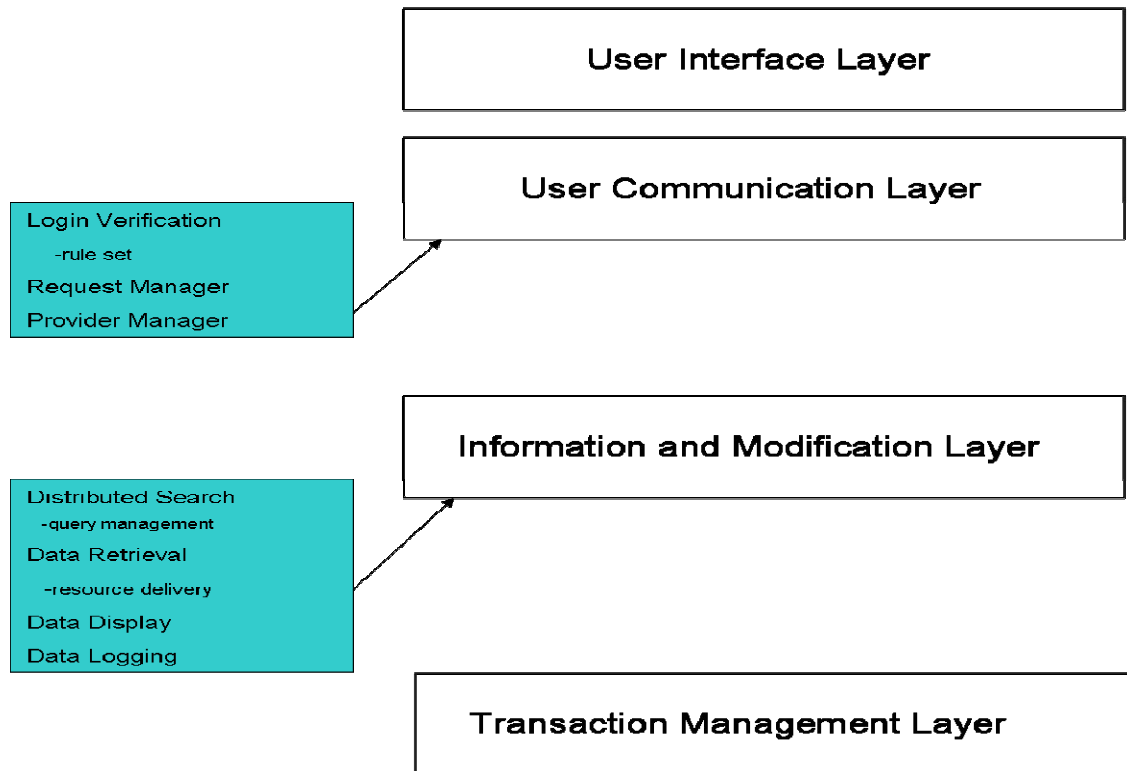 User Interface Layer
User Communication Layer
Login Verification
-rule set
Request Manager
Provider Manager
Information and Modification Layer
Distributed Search
-query management
Data Retrieval
-resource delivery
Data Display
Data Logging
Transaction Management Layer